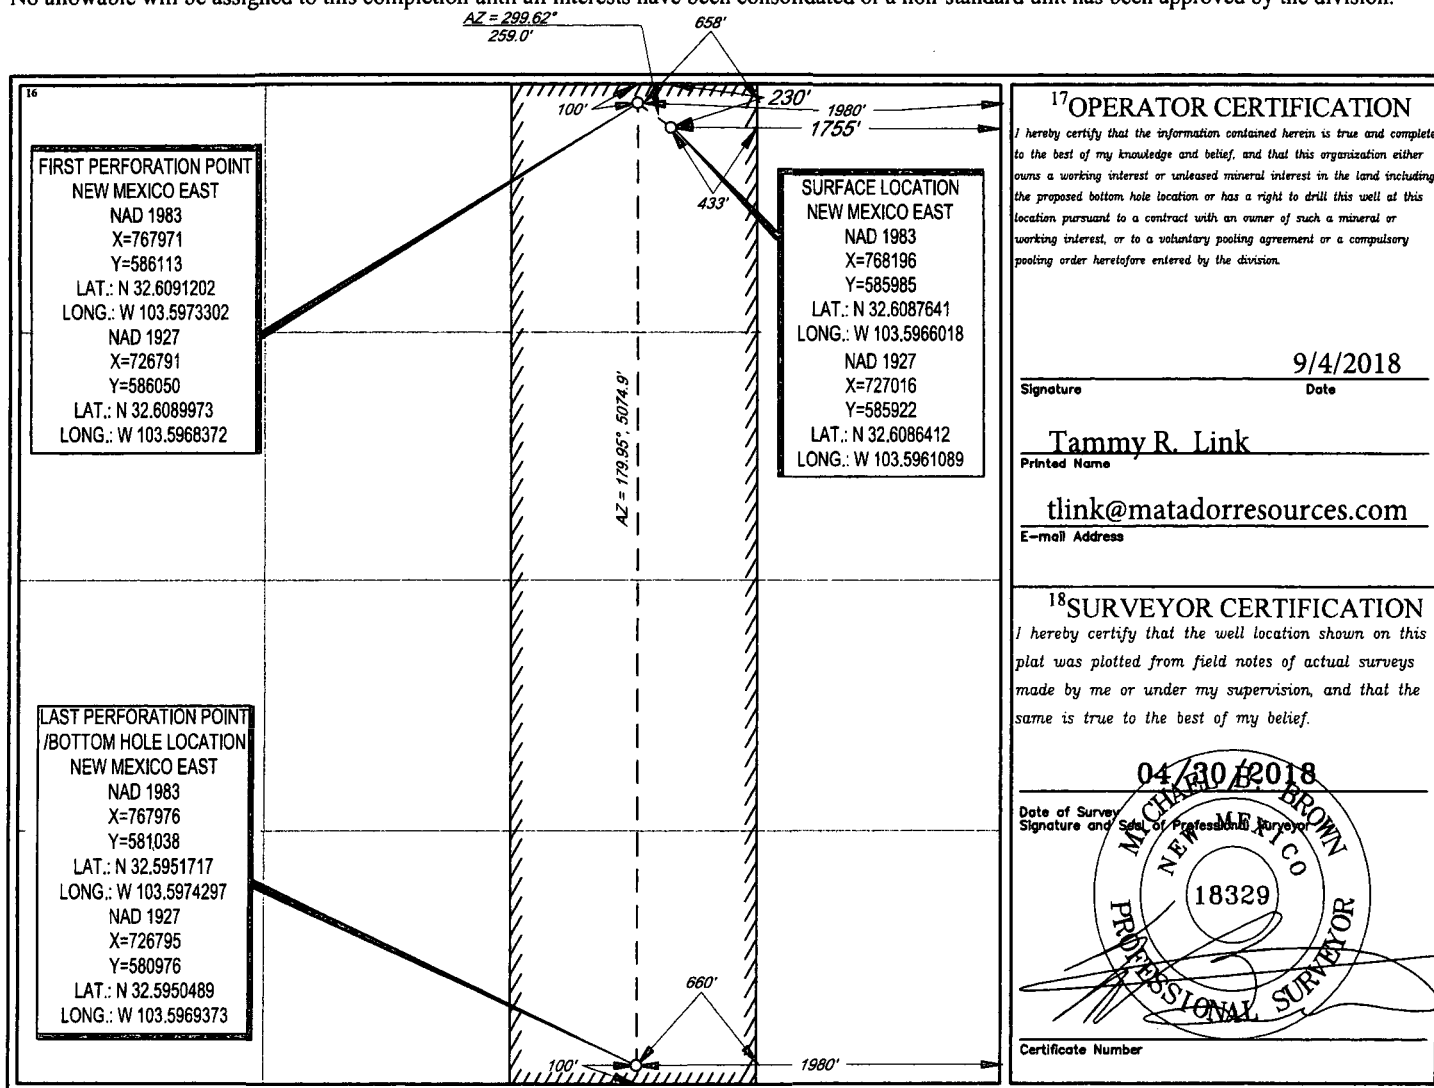 No allowable will be assigned to this completion until all interests have been consolidated or a non-standard unit has been approved by the division.
AZ = 299.62°
259.0'
658'
16
100'
230'
1980'
1755'
433'
FIRST PERFORATION POINT
NEW MEXICO EAST
NAD 1983
X=767971
Y=586113
LAT.: N 32.6091202
LONG.: W 103.5973302
NAD 1927
X=726791
Y=586050
LAT.: N 32.6089973
LONG.: W 103.5968372
SURFACE LOCATION
NEW MEXICO EAST
NAD 1983
X=768196
Y=585985
LAT.: N 32.6087641
LONG.: W 103.5966018
NAD 1927
X=727016
Y=585922
LAT.: N 32.6086412
LONG.: W 103.5961089
AZ = 179.95°, 5074.9'
LAST PERFORATION POINT
/BOTTOM HOLE LOCATION
NEW MEXICO EAST
NAD 1983
X=767976
Y=581038
LAT.: N 32.5951717
LONG.: W 103.5974297
NAD 1927
X=726795
Y=580976
LAT.: N 32.5950489
LONG.: W 103.5969373
660'
100'
1980'
17OPERATOR CERTIFICATION
I hereby certify that the information contained herein is true and complete
to the best of my knowledge and belief, and that this organization either
owns a working interest or unleased mineral interest in the land including
the proposed bottom hole location or has a right to drill this well at this
location pursuant to a contract with an owner of such a mineral or
working interest, or to a voluntary pooling agreement or a compulsory
pooling order heretofore entered by the division.
9/4/2018
Signature Date
Tammy R. Link
Printed Name
tlink@matadorresources.com
E-mail Address
18SURVEYOR CERTIFICATION
I hereby certify that the well location shown on this
plat was plotted from field notes of actual surveys
made by me or under my supervision, and that the
same is true to the best of my belief.
04/30/2018
Date of Survey
Signature and Seal of Professional Surveyor
MICHAEL B. BROWN
NEW MEXICO
18329
PROFESSIONAL SURVEYOR
Certificate Number